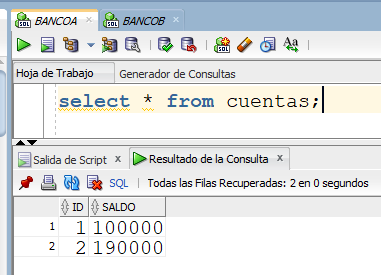 BANCOA x BANCOB x
Hoja de Trabajo Generador de Consultas
select * from cuentas;
Salida de Script x Resultado de la Consulta x
SQL | Todas las Filas Recuperadas: 2 en 0 segundos
ID SALDO
1 1 100000
2 2 190000